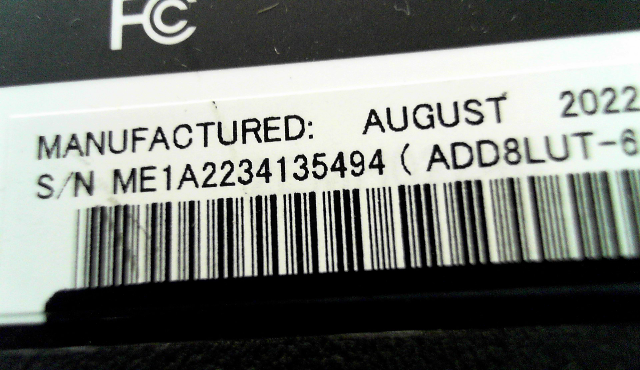 FC
MANUFACTURED: AUGUST 2022
S/N ME1A2234135494 ( ADD8LUT-6